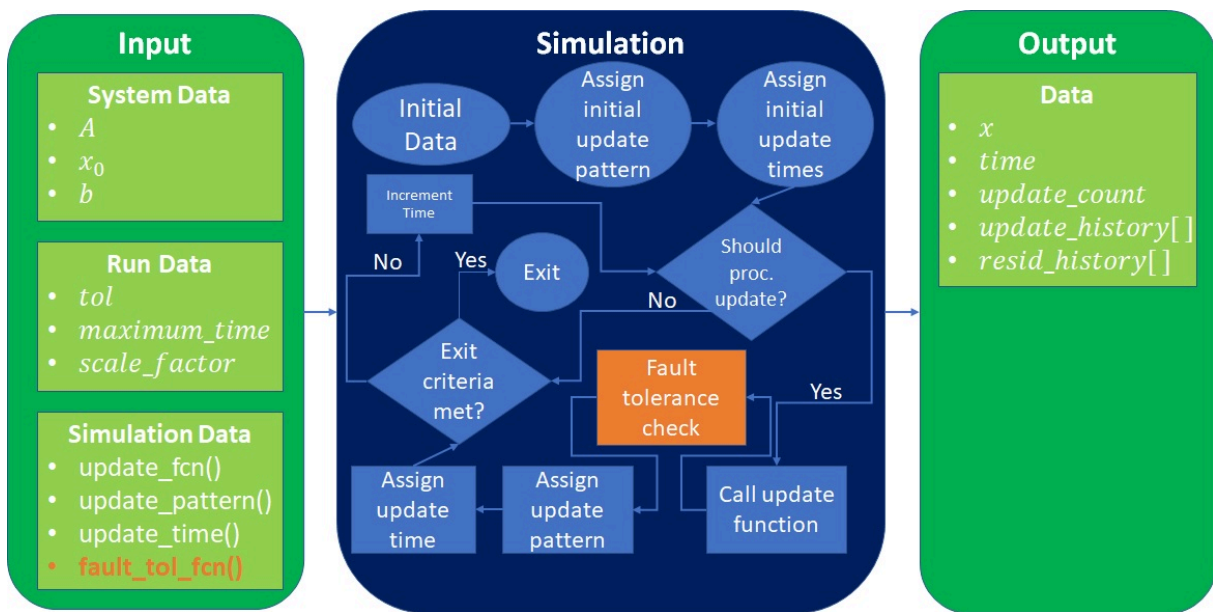 Input
System Data
• A
• x₀
• b
Run Data
• tol
• maximum_time
• scale_factor
Simulation Data
• update_fcn()
• update_pattern()
• update_time()
• fault_tol_fcn()
Simulation
Initial
Data
Assign
initial
update
pattern
Assign
initial
update
times
Increment
Time
Should
proc.
update?
No
Yes
Exit
No
Yes
Exit
criteria
met?
Fault
tolerance
check
Assign
update
time
Assign
update
pattern
Call update
function
Output
Data
• x
• time
• update_count
• update_history[]
• resid_history[]